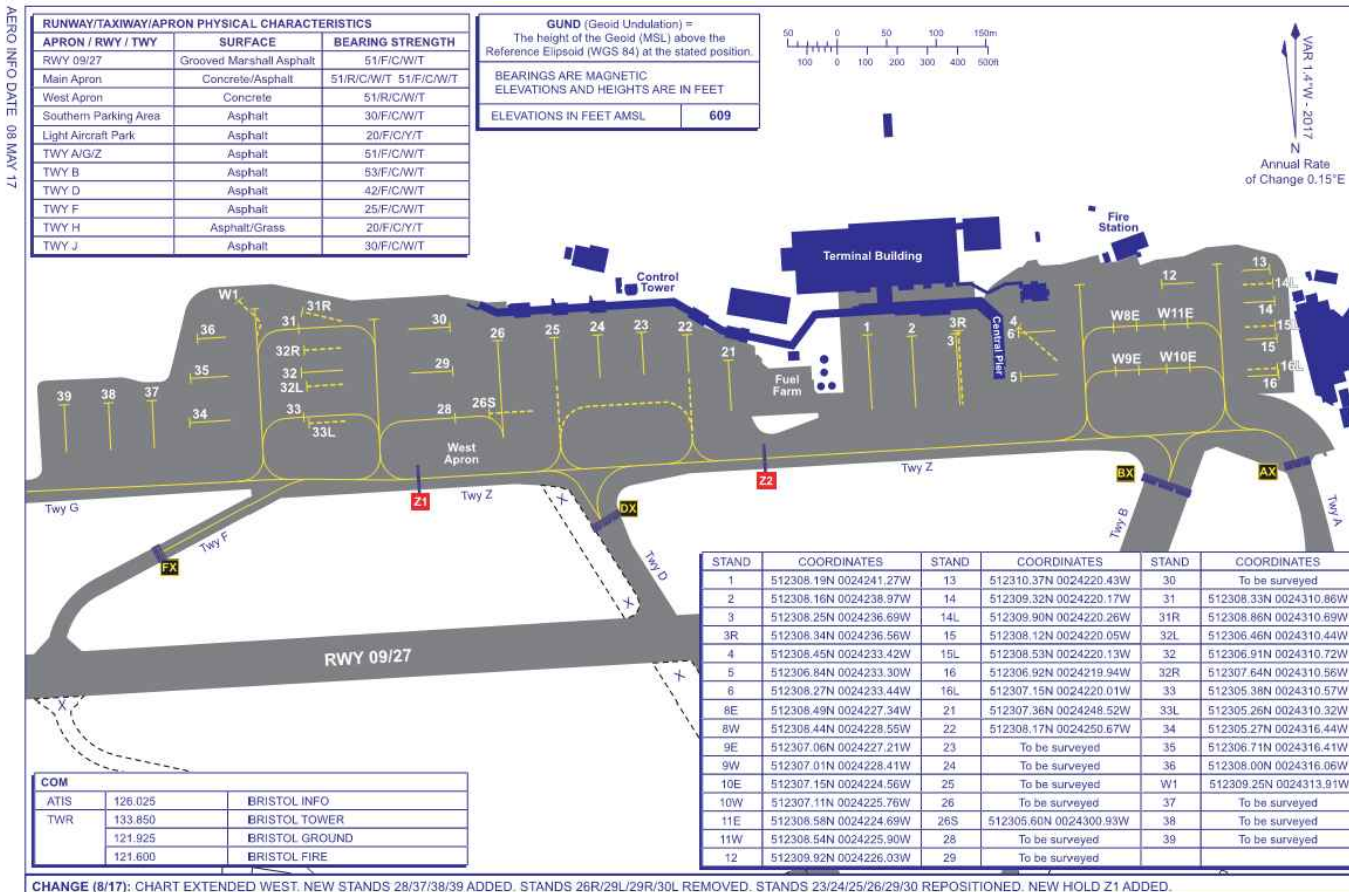 AERO INFO DATE 08 MAY 17
RUNWAY/TAXIWAY/APRON PHYSICAL CHARACTERISTICS
APRON / RWY / TWY SURFACE BEARING STRENGTH
RWY 09/27 Grooved Marshall Asphalt 51/F/C/W/T
Main Apron Concrete/Asphalt 51/R/C/W/T 51/F/C/W/T
West Apron Concrete 51/R/C/W/T
Southern Parking Area Asphalt 30/F/C/W/T
Light Aircraft Park Asphalt 20/F/C/Y/T
TWY A/G/Z Asphalt 51/F/C/W/T
TWY B Asphalt 53/F/C/W/T
TWY D Asphalt 42/F/C/W/T
TWY F Asphalt 25/F/C/W/T
TWY H Asphalt/Grass 20/F/C/Y/T
TWY J Asphalt 30/F/C/W/T
GUND (Geoid Undulation) =
The height of the Geoid (MSL) above the
Reference Elipsoid (WGS 84) at the stated position.
BEARINGS ARE MAGNETIC
ELEVATIONS AND HEIGHTS ARE IN FEET
ELEVATIONS IN FEET AMSL 609
50 0 50 100 150m
100 0 100 200 300 400 500ft
VAR 1.4°W - 2017
N
Annual Rate
of Change 0.15°E
Fire
Station
Terminal Building
Control
Tower
Central Pier
Fuel
Farm
West
Apron
W1
31R
31
32R
32
32L
33
33L
36
35
34
39
38
37
30
29
28
26S
26
25
24
23
22
21
1
2
3R
3
4
6
5
12
W8E
W11E
W9E
W10E
13
14L
14
15L
15
16L
16
Twy G
Twy F
Twy Z
Twy Z
Twy D
Twy B
Twy A
Z1
Z2
FX
DX
BX
AX
X
X
X
X
RWY 09/27
STAND COORDINATES STAND COORDINATES STAND COORDINATES
1 512308.19N 0024241.27W 13 512310.37N 0024220.43W 30 To be surveyed
2 512308.16N 0024238.97W 14 512309.32N 0024220.17W 31 512308.33N 0024310.86W
3 512308.25N 0024236.69W 14L 512309.90N 0024220.26W 31R 512308.86N 0024310.69W
3R 512308.34N 0024236.56W 15 512308.12N 0024220.05W 32L 512306.46N 0024310.44W
4 512308.45N 0024233.42W 15L 512308.53N 0024220.13W 32 512306.91N 0024310.72W
5 512306.84N 0024233.30W 16 512306.92N 0024219.94W 32R 512307.64N 0024310.56W
6 512308.27N 0024233.44W 16L 512307.15N 0024220.01W 33 512305.38N 0024310.57W
8E 512308.49N 0024227.34W 21 512307.36N 0024248.52W 33L 512305.26N 0024310.32W
8W 512308.44N 0024228.55W 22 512308.17N 0024250.67W 34 512305.27N 0024316.44W
9E 512307.06N 0024227.21W 23 To be surveyed 35 512306.71N 0024316.41W
9W 512307.01N 0024228.41W 24 To be surveyed 36 512308.00N 0024316.06W
10E 512307.15N 0024224.56W 25 To be surveyed W1 512309.25N 0024313.91W
10W 512307.11N 0024225.76W 26 To be surveyed 37 To be surveyed
11E 512308.58N 0024224.69W 26S 512305.60N 0024300.93W 38 To be surveyed
11W 512308.54N 0024225.90W 28 To be surveyed 39 To be surveyed
12 512309.92N 0024226.03W 29 To be surveyed
COM
ATIS 126.025 BRISTOL INFO
TWR 133.850 BRISTOL TOWER
121.925 BRISTOL GROUND
121.600 BRISTOL FIRE
CHANGE (8/17): CHART EXTENDED WEST. NEW STANDS 28/37/38/39 ADDED. STANDS 26R/29L/29R/30L REMOVED. STANDS 23/24/25/26/29/30 REPOSITIONED. NEW HOLD Z1 ADDED.